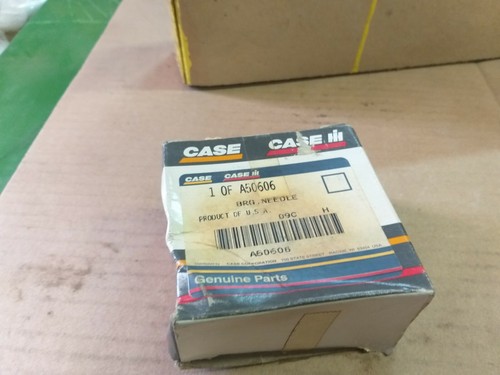 CASE CASE IH
CASE CASE IH
1 OF A50606
BRG,NEEDLE
PRODUCT OF U.S.A. 09C H
A50606
Genuine Parts